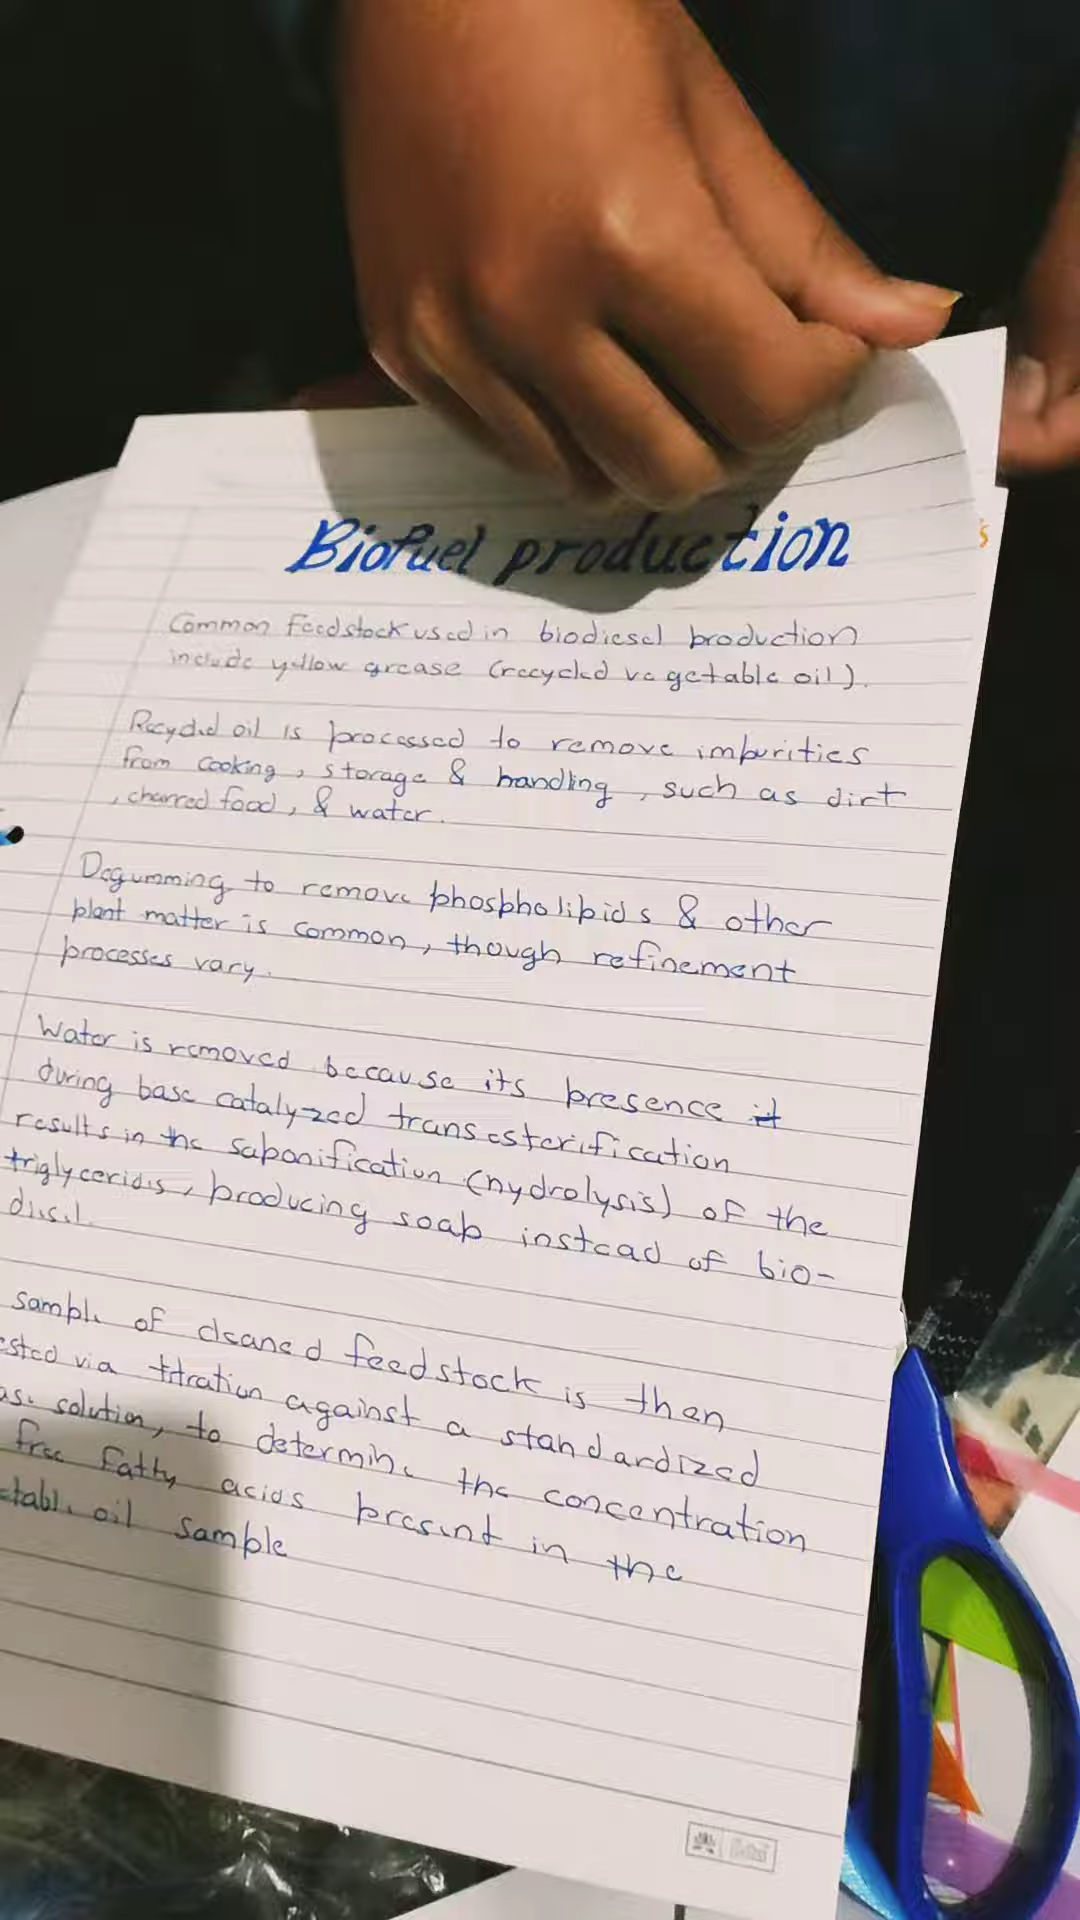 Biofuel production
s
Common feedstock used in biodiesel production
include yellow grease (recycled vegetable oil).
Recycled oil is processed to remove impurities
from cooking, storage & handling, such as dirt
, charred food, & water.
Degumming to remove phospholipids & other
plant matter is common, though refinement
processes vary.
Water is removed because its presence
during base catalyzed transesterification
results in the saponification (hydrolysis) of the
triglycerides, producing soap instead of bio-
diesel.
sample of cleaned feedstock is then
ested via titration against a standardized
ase solution, to determine the concentration
free fatty acids present in the
etable oil sample